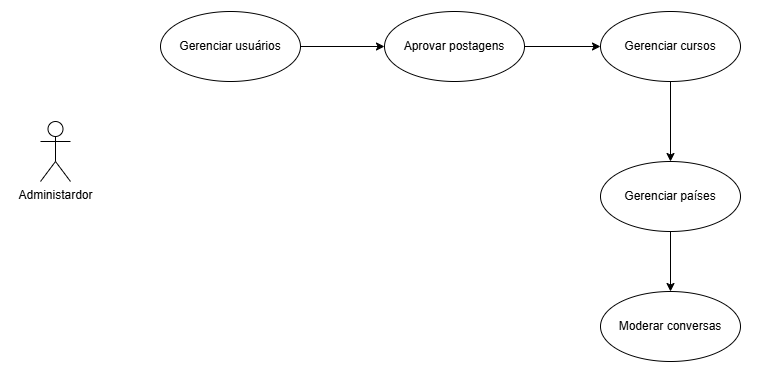 Gerenciar usuários
Aprovar postagens
Gerenciar cursos
Administardor
Gerenciar países
Moderar conversas